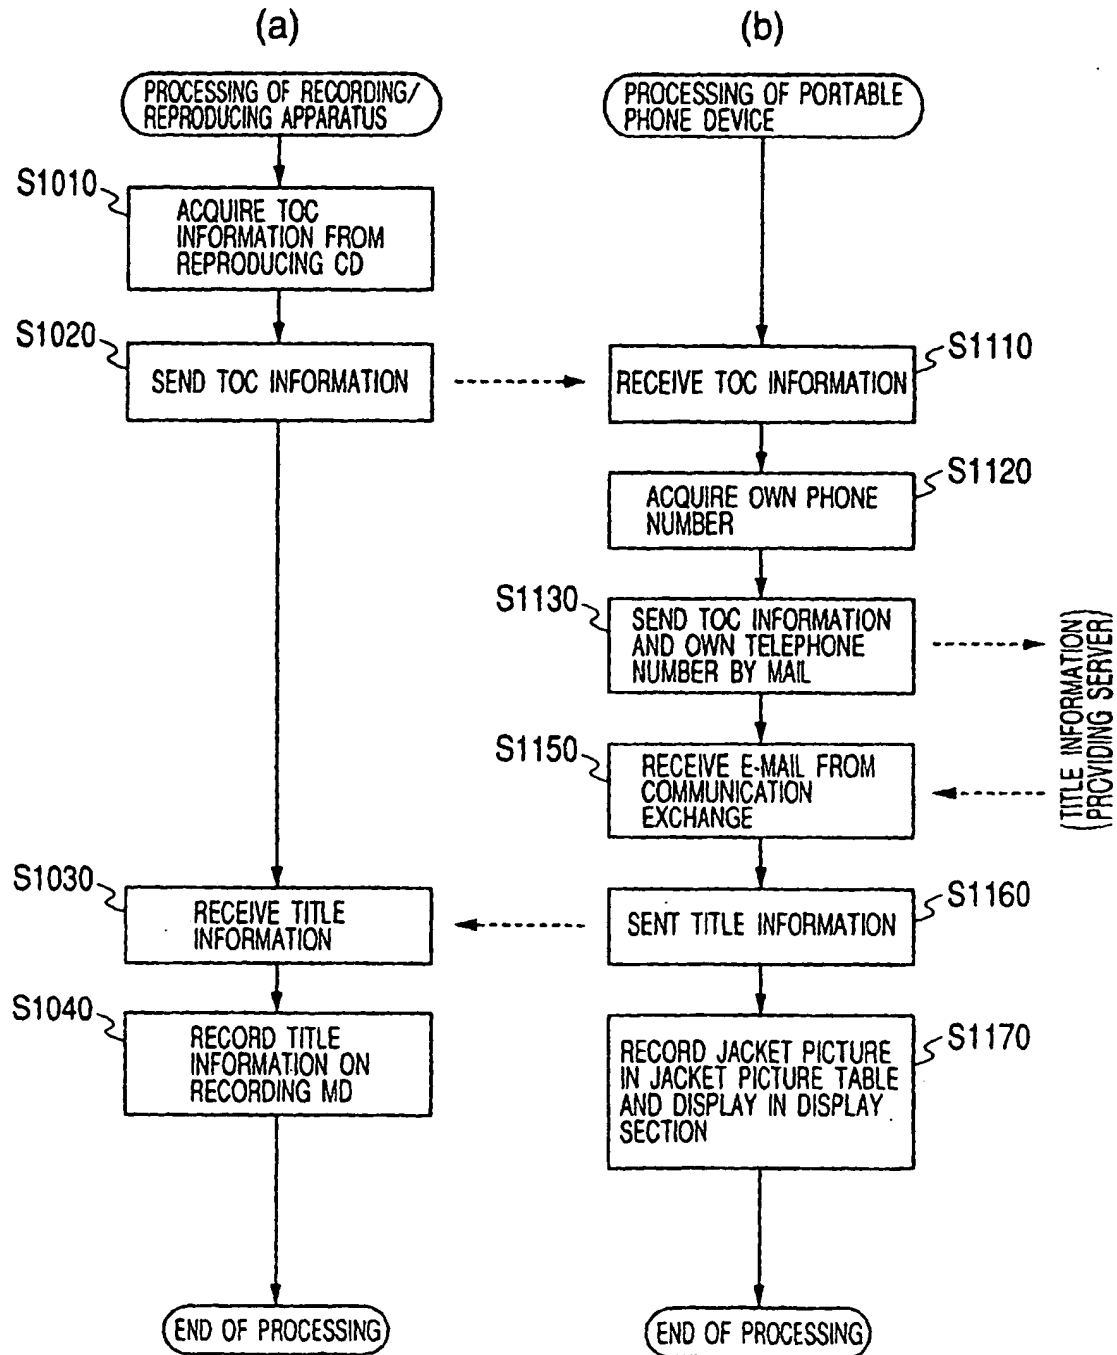 (a)
PROCESSING OF RECORDING/
REPRODUCING APPARATUS
S1010
ACQUIRE TOC
INFORMATION FROM
REPRODUCING CD
S1020
SEND TOC INFORMATION
S1030
RECEIVE TITLE
INFORMATION
S1040
RECORD TITLE
INFORMATION ON
RECORDING MD
END OF PROCESSING
(b)
PROCESSING OF PORTABLE
PHONE DEVICE
S1110
RECEIVE TOC INFORMATION
S1120
ACQUIRE OWN PHONE
NUMBER
S1130
SEND TOC INFORMATION
AND OWN TELEPHONE
NUMBER BY MAIL
(TITLE INFORMATION
PROVIDING SERVER)
S1150
RECEIVE E-MAIL FROM
COMMUNICATION
EXCHANGE
S1160
SENT TITLE INFORMATION
S1170
RECORD JACKET PICTURE
IN JACKET PICTURE TABLE
AND DISPLAY IN DISPLAY
SECTION
END OF PROCESSING